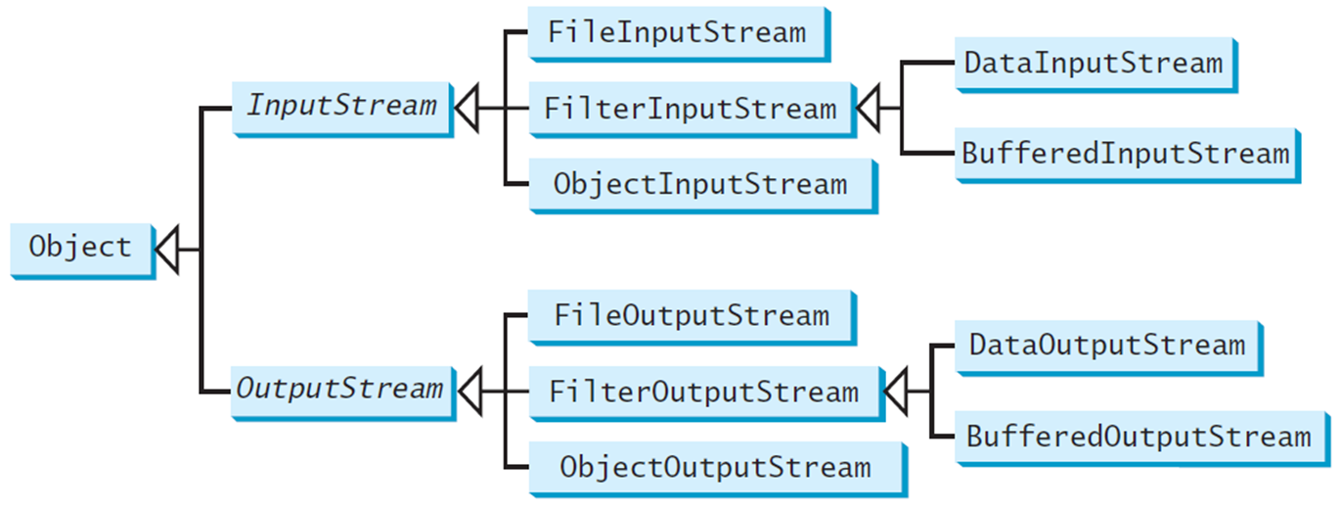 Object
InputStream
FileInputStream
FilterInputStream
ObjectInputStream
DataInputStream
BufferedInputStream
OutputStream
FileOutputStream
FilterOutputStream
ObjectOutputStream
DataOutputStream
BufferedOutputStream